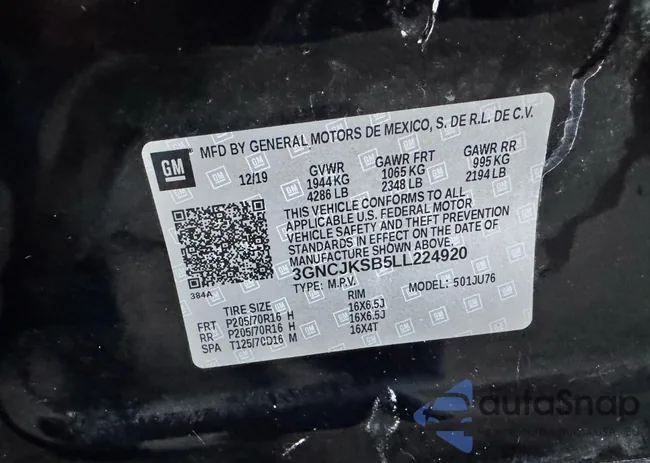 GM
MFD BY GENERAL MOTORS DE MEXICO, S. DE R.L. DE C.V.
12/19 GVWR GAWR FRT GAWR RR
1944 KG 1065 KG 995 KG
4286 LB 2348 LB 2194 LB
THIS VEHICLE CONFORMS TO ALL
APPLICABLE U.S. FEDERAL MOTOR
VEHICLE SAFETY AND THEFT PREVENTION
STANDARDS IN EFFECT ON THE DATE OF
MANUFACTURE SHOWN ABOVE.
3GNCJKSB5LL224920
384A
TYPE: M.P.V. MODEL: 501JU76
TIRE SIZE RIM
FRT P205/70R16 H 16X6.5J
RR P205/70R16 H 16X6.5J
SPA T125/70D16 M 16X4T
autoSnap